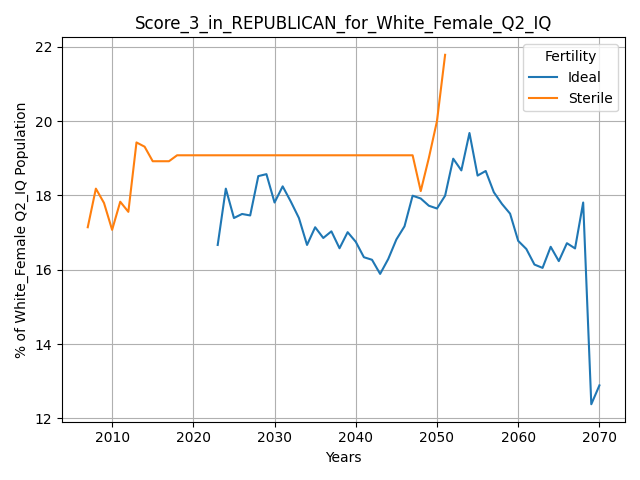 Score_3_in_REPUBLICAN_for_White_Female_Q2_IQ
Fertility
Ideal
Sterile
% of White_Female Q2_IQ Population
22
20
18
16
14
12
2010 2020 2030 2040 2050 2060 2070
Years